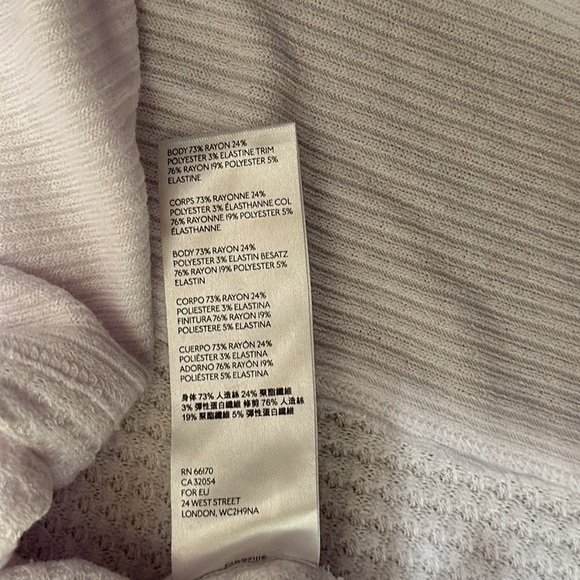 BODY 73% RAYON 24%
POLYESTER 3% ELASTINE TRIM
76% RAYON 19% POLYESTER 5%
ELASTINE
CORPS 73% RAYONNE 24%
POLYESTER 3% ÉLASTHANNE COL
76% RAYONNE 19% POLYESTER 5%
ÉLASTHANNE
BODY 73% RAYON 24%
POLYESTER 3% ELASTIN BESATZ
76% RAYON 19% POLYESTER 5%
ELASTIN
CORPO 73% RAYON 24%
POLIESTERE 3% ELASTINA
FINITURA 76% RAYON 19%
POLIESTERE 5% ELASTINA
CUERPO 73% RAYÓN 24%
POLIÉSTER 3% ELASTINA
ADORNO 76% RAYÓN 19%
POLIÉSTER 5% ELASTINA
身体 73% 人造絲 24% 聚酯纖維
3% 彈性蛋白纖維 修剪 76% 人造絲
19% 聚酯纖維 5% 彈性蛋白纖維
RN 66170
CA 32054
FOR EU
24 WEST STREET
LONDON, WC2H9NA